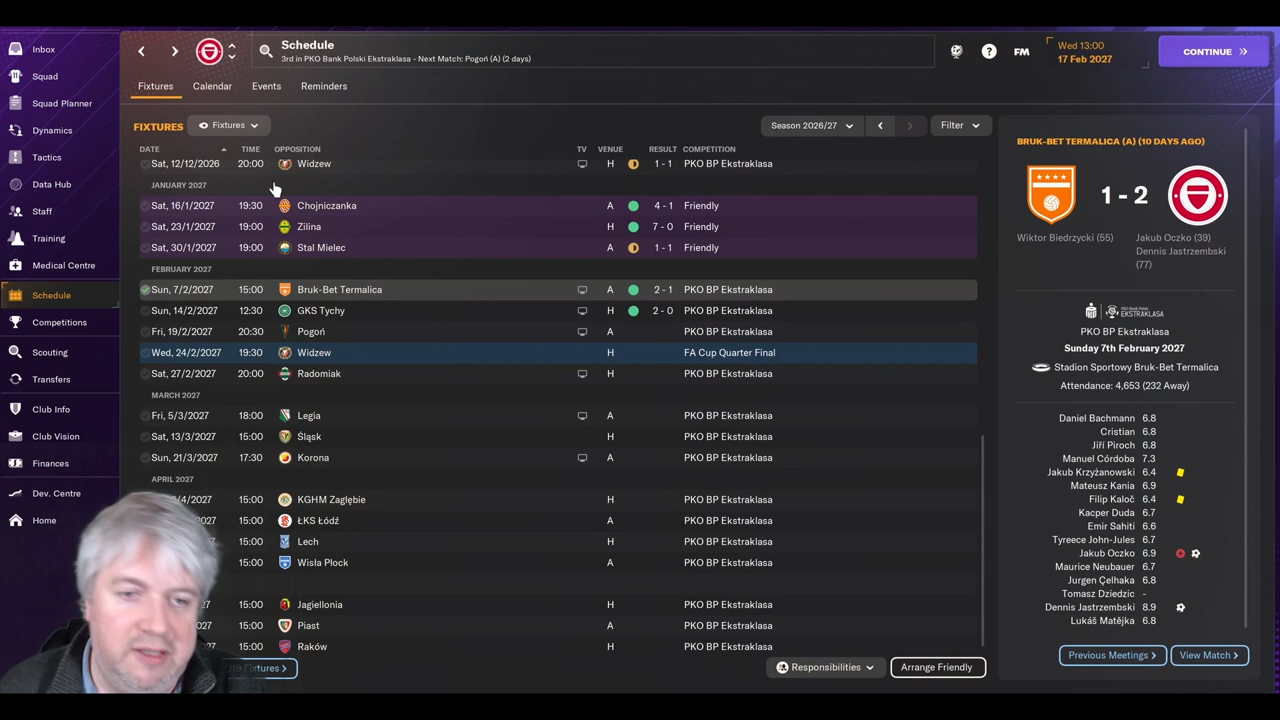 Inbox
Squad
Squad Planner
Dynamics
Tactics
Data Hub
Staff
Training
Medical Centre
Schedule
Competitions
Scouting
Transfers
Club Info
Club Vision
Finances
Dev. Centre
Home
Schedule
3rd in PKO Bank Polski Ekstraklasa - Next Match: Pogoń (A) (2 days)
FM
Wed 13:00
17 Feb 2027
CONTINUE
Fixtures Calendar Events Reminders
FIXTURES Fixtures Season 2026/27 Filter
DATE TIME OPPOSITION TV VENUE RESULT COMPETITION
Sat, 12/12/2026 20:00 Widzew H 1 - 1 PKO BP Ekstraklasa
JANUARY 2027
Sat, 16/1/2027 19:30 Chojniczanka A 4 - 1 Friendly
Sat, 23/1/2027 19:00 Zilina H 7 - 0 Friendly
Sat, 30/1/2027 19:00 Stal Mielec A 1 - 1 Friendly
FEBRUARY 2027
Sun, 7/2/2027 15:00 Bruk-Bet Termalica A 2 - 1 PKO BP Ekstraklasa
Sun, 14/2/2027 12:30 GKS Tychy H 2 - 0 PKO BP Ekstraklasa
Fri, 19/2/2027 20:30 Pogoń A PKO BP Ekstraklasa
Wed, 24/2/2027 19:30 Widzew H FA Cup Quarter Final
Sat, 27/2/2027 20:00 Radomiak H PKO BP Ekstraklasa
MARCH 2027
Fri, 5/3/2027 18:00 Legia A PKO BP Ekstraklasa
Sat, 13/3/2027 15:00 Śląsk H PKO BP Ekstraklasa
Sun, 21/3/2027 17:30 Korona A PKO BP Ekstraklasa
APRIL 2027
/4/2027 15:00 KGHM Zagłębie H PKO BP Ekstraklasa
/2027 15:00 ŁKS Łódź A PKO BP Ekstraklasa
2027 15:00 Lech H PKO BP Ekstraklasa
27 15:00 Wisła Płock A PKO BP Ekstraklasa
15:00 Jagiellonia H PKO BP Ekstraklasa
15:00 Piast A PKO BP Ekstraklasa
15:00 Raków H PKO BP Ekstraklasa
Fixtures Responsibilities Arrange Friendly
BRUK-BET TERMALICA (A) (10 DAYS AGO)
1 - 2
Wiktor Biedrzycki (55)
Jakub Oczko (39)
Dennis Jastrzembski
(77)
EKSTRAKLASA
PKO BP Ekstraklasa
Sunday 7th February 2027
Stadion Sportowy Bruk-Bet Termalica
Attendance: 4,653 (232 Away)
Daniel Bachmann 6.8
Cristian 6.8
Jiří Piroch 6.8
Manuel Córdoba 7.3
Jakub Krzyżanowski 6.4
Mateusz Kania 6.9
Filip Kaloč 6.4
Kacper Duda 6.7
Emir Sahiti 6.6
Tyreece John-Jules 6.7
Jakub Oczko 6.9
Maurice Neubauer 6.7
Jurgen Çelhaka 6.8
Tomasz Dziedzic -
Dennis Jastrzembski 8.9
Lukáš Matějka 6.8
Previous Meetings View Match